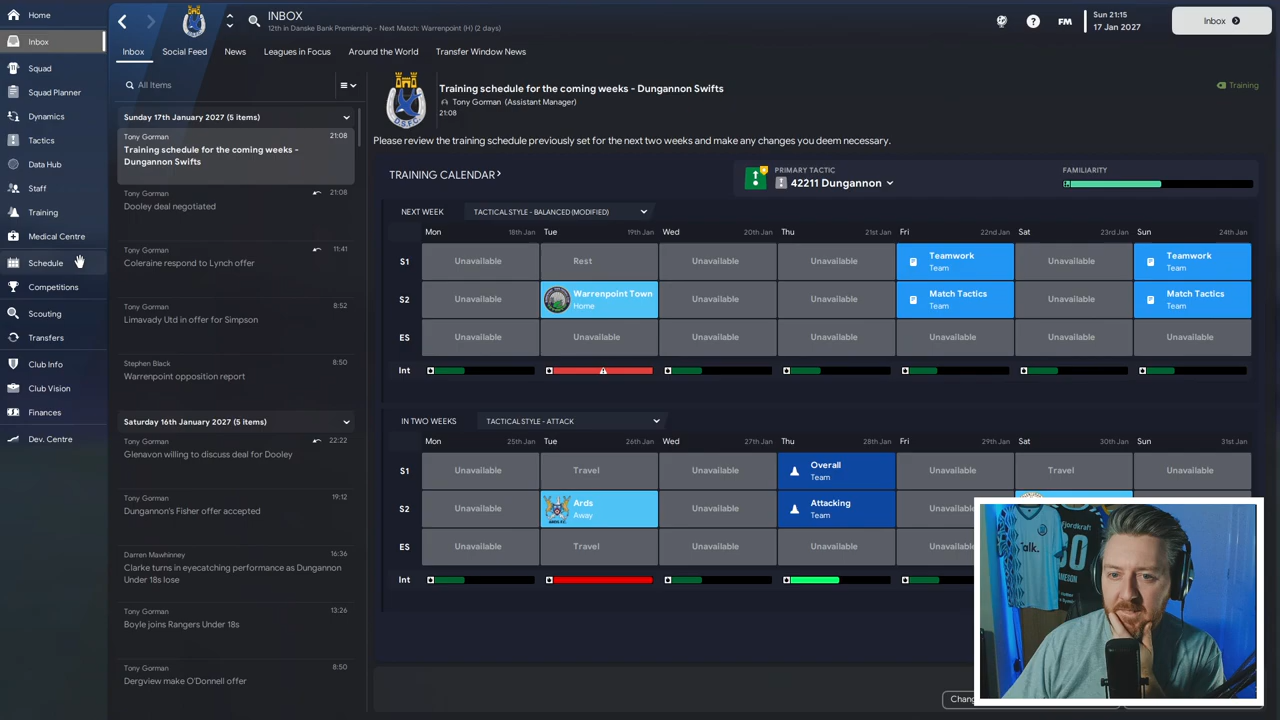 Home
Inbox
Squad
Squad Planner
Dynamics
Tactics
Data Hub
Staff
Training
Medical Centre
Schedule
Competitions
Scouting
Transfers
Club Info
Club Vision
Finances
Dev. Centre
INBOX
12th in Danske Bank Premiership - Next Match: Warrenpoint (H) (2 days)
FM
Sun 21:15
17 Jan 2027
Inbox
Inbox
Social Feed
News
Leagues in Focus
Around the World
Transfer Window News
All Items
Sunday 17th January 2027 (5 items)
Tony Gorman 21:08
Training schedule for the coming weeks -
Dungannon Swifts
Tony Gorman 21:08
Dooley deal negotiated
Tony Gorman 11:41
Coleraine respond to Lynch offer
Tony Gorman 8:52
Limavady Utd in offer for Simpson
Stephen Black 8:50
Warrenpoint opposition report
Saturday 16th January 2027 (5 items)
Tony Gorman 22:22
Glenavon willing to discuss deal for Dooley
Tony Gorman 19:12
Dungannon's Fisher offer accepted
Darren Mawhinney 16:36
Clarke turns in eyecatching performance as Dungannon
Under 18s lose
Tony Gorman 13:26
Boyle joins Rangers Under 18s
Tony Gorman 8:50
Dergview make O'Donnell offer
Training schedule for the coming weeks - Dungannon Swifts
Tony Gorman (Assistant Manager)
21:08
Training
Please review the training schedule previously set for the next two weeks and make any changes you deem necessary.
TRAINING CALENDAR
PRIMARY TACTIC
42211 Dungannon
FAMILIARITY
NEXT WEEK
TACTICAL STYLE - BALANCED (MODIFIED)
Mon 18th Jan Tue 19th Jan Wed 20th Jan Thu 21st Jan Fri 22nd Jan Sat 23rd Jan Sun 24th Jan
S1 Unavailable Rest Unavailable Unavailable Teamwork Team Unavailable Teamwork Team
S2 Unavailable Warrenpoint Town Home Unavailable Unavailable Match Tactics Team Unavailable Match Tactics Team
ES Unavailable Unavailable Unavailable Unavailable Unavailable Unavailable Unavailable
Int
IN TWO WEEKS
TACTICAL STYLE - ATTACK
Mon 25th Jan Tue 26th Jan Wed 27th Jan Thu 28th Jan Fri 29th Jan Sat 30th Jan Sun 31st Jan
S1 Unavailable Travel Unavailable Overall Team Unavailable Travel Unavailable
S2 Unavailable Ards Away Unavailable Attacking Team
ES Unavailable Travel Unavailable Unavailable
Int
Talk.